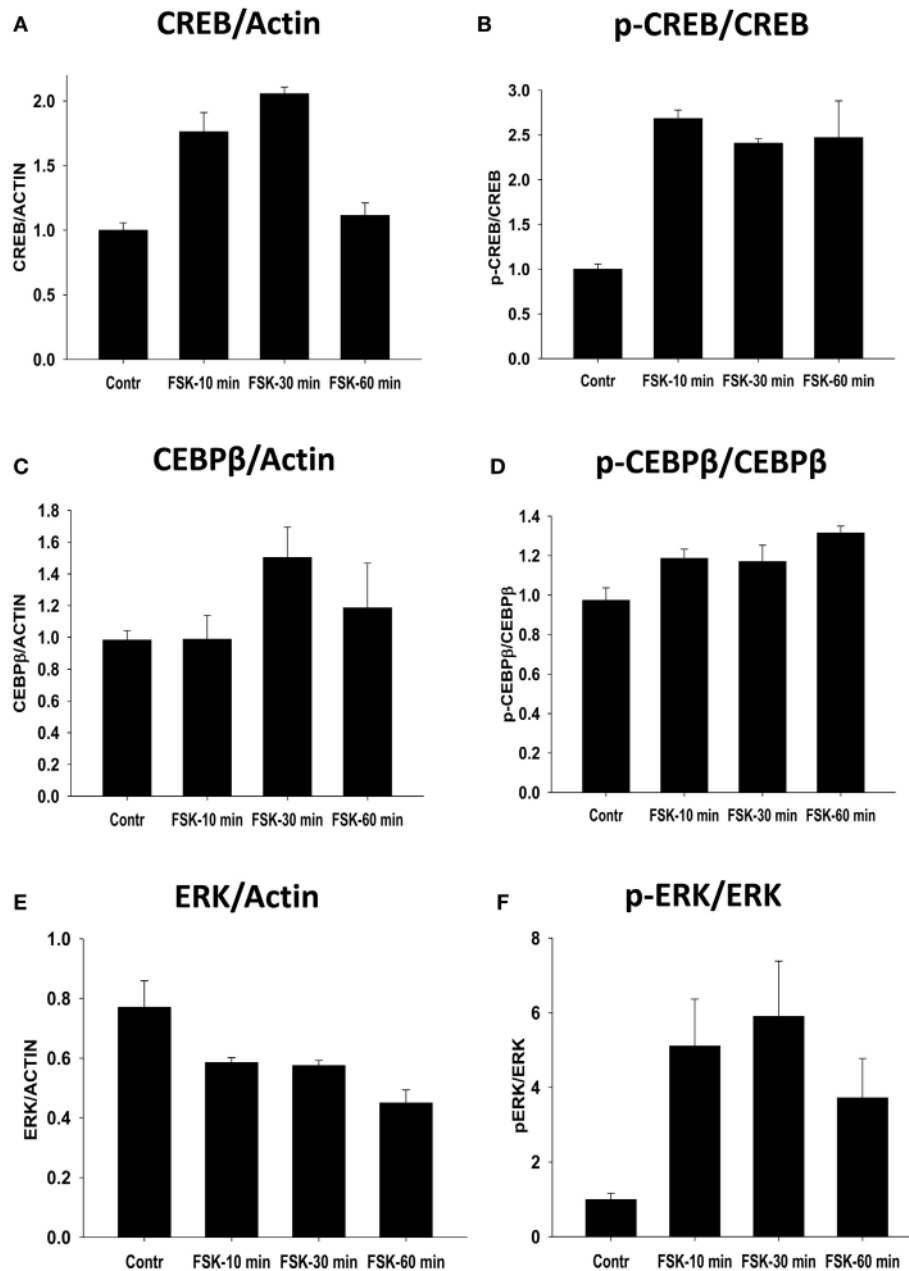 A
CREB/Actin
CREB/ACTIN
2.0
1.5
1.0
0.5
0.0
Contr FSK-10 min FSK-30 min FSK-60 min
B
p-CREB/CREB
p-CREB/CREB
3.0
2.5
2.0
1.5
1.0
0.5
0.0
Contr FSK-10 min FSK-30 min FSK-60 min
C
CEBPβ/Actin
CEBPβ/ACTIN
1.8
1.6
1.4
1.2
1.0
0.8
0.6
0.4
0.2
0.0
Contr FSK-10 min FSK-30 min FSK-60 min
D
p-CEBPβ/CEBPβ
p-CEBPβ/CEBPβ
1.4
1.2
1.0
0.8
0.6
0.4
0.2
0.0
Contr FSK-10 min FSK-30 min FSK-60 min
E
ERK/Actin
ERK/ACTIN
1.0
0.8
0.6
0.4
0.2
0.0
Contr FSK-10 min FSK-30 min FSK-60 min
F
p-ERK/ERK
pERK/ERK
8
6
4
2
0
Contr FSK-10 min FSK-30 min FSK-60 min